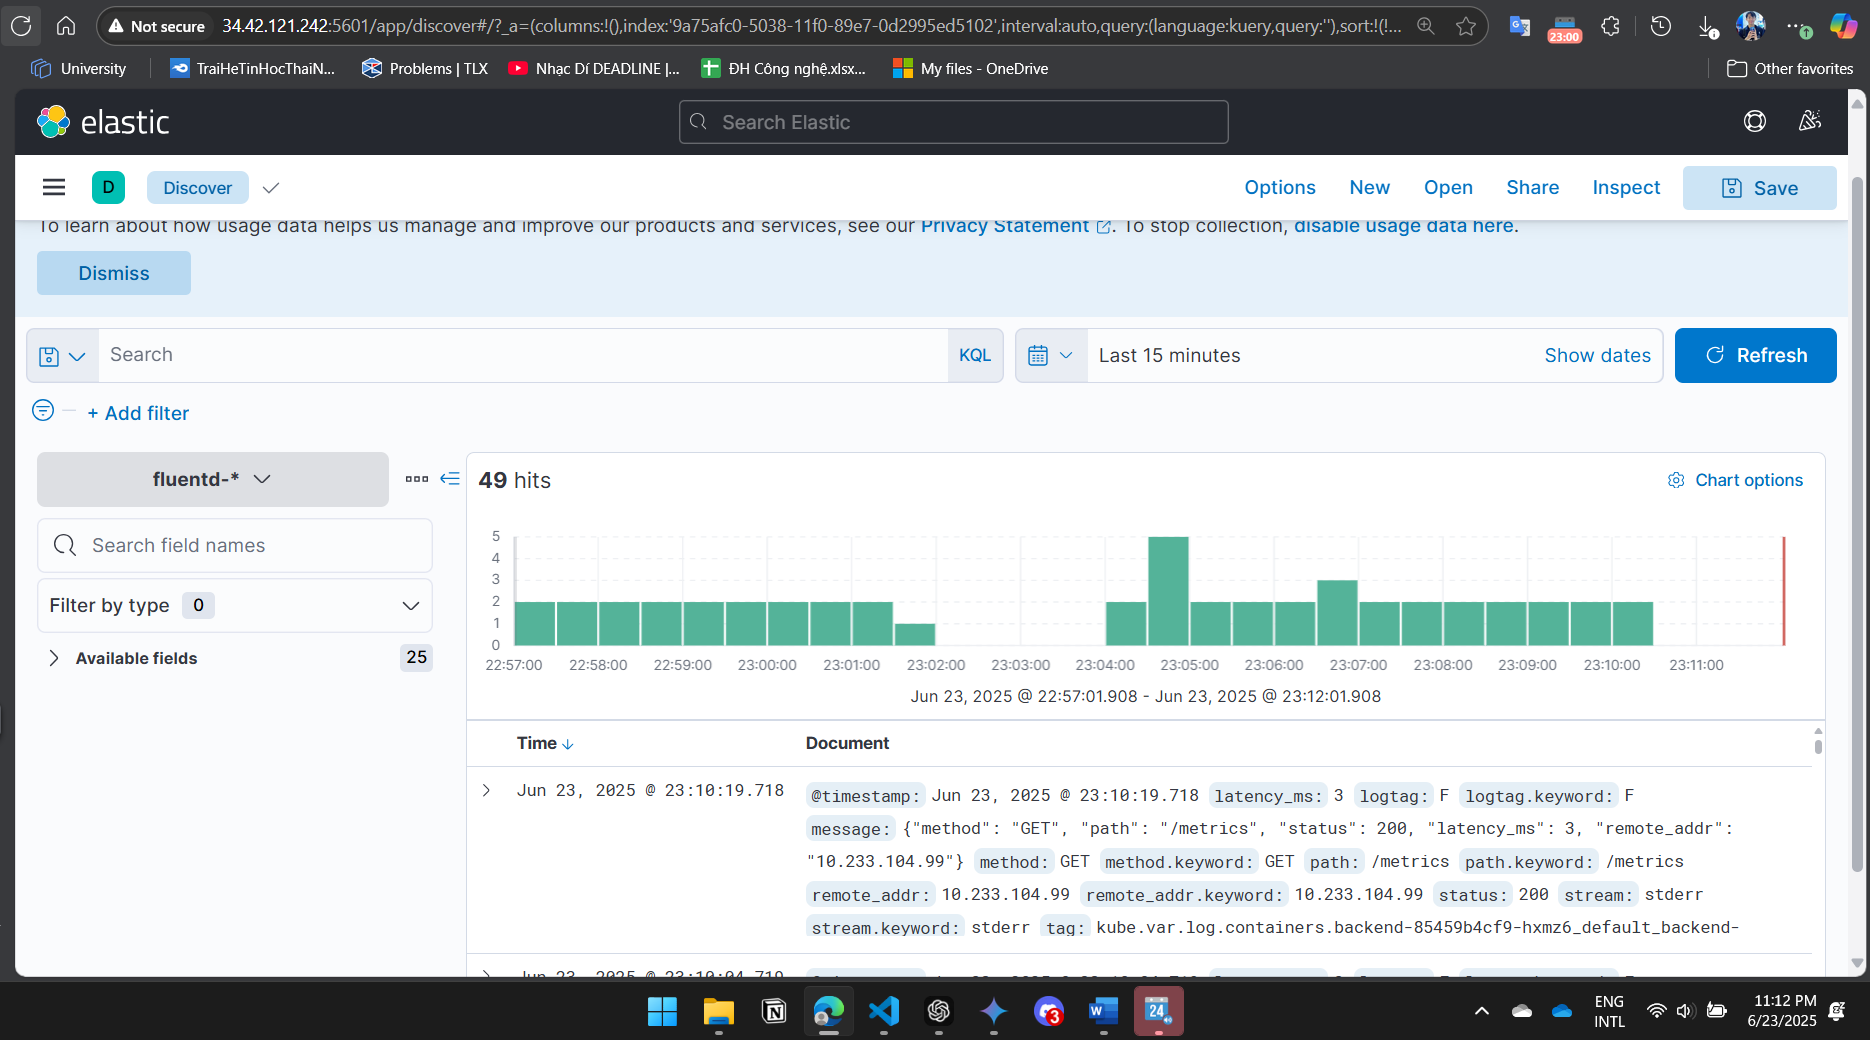 Not secure 34.42.121.242:5601/app/discover#/?_a=(columns:!(),index:'9a75afc0-5038-11f0-89e7-0d2995ed5102',interval:auto,query:(language:kuery,query:''),sort:!(!... 23:00
University TraiHeTinHocThaiN... Problems | TLX Nhạc Dí DEADLINE |... ĐH Công nghệ.xlsx... My files - OneDrive Other favorites
elastic Search Elastic
D Discover Options New Open Share Inspect Save
To learn about how usage data helps us manage and improve our products and services, see our Privacy Statement. To stop collection, disable usage data here.
Dismiss
Search KQL Last 15 minutes Show dates Refresh
+ Add filter
fluentd-*
Search field names
Filter by type 0
Available fields 25
49 hits Chart options
5
4
3
2
1
0
22:57:00 22:58:00 22:59:00 23:00:00 23:01:00 23:02:00 23:03:00 23:04:00 23:05:00 23:06:00 23:07:00 23:08:00 23:09:00 23:10:00 23:11:00
Jun 23, 2025 @ 22:57:01.908 - Jun 23, 2025 @ 23:12:01.908
Time Document
Jun 23, 2025 @ 23:10:19.718 @timestamp: Jun 23, 2025 @ 23:10:19.718 latency_ms: 3 logtag: F logtag.keyword: F
message: {"method": "GET", "path": "/metrics", "status": 200, "latency_ms": 3, "remote_addr":
"10.233.104.99"} method: GET method.keyword: GET path: /metrics path.keyword: /metrics
remote_addr: 10.233.104.99 remote_addr.keyword: 10.233.104.99 status: 200 stream: stderr
stream.keyword: stderr tag: kube.var.log.containers.backend-85459b4cf9-hxmz6_default_backend-
Jun 23, 2025 @ 23:10:04.719
3 24 ENG
INTL
11:12 PM
6/23/2025